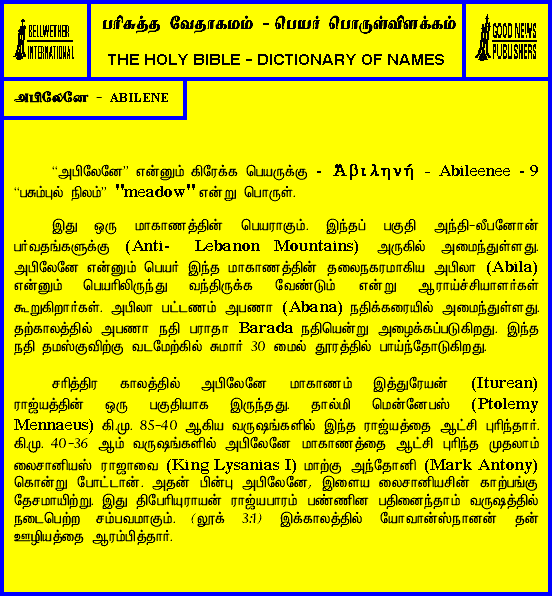 BELLWETHER
INTERNATIONAL
பரிசுத்த வேதாகமம் - பெயர் பொருள்விளக்கம்
THE HOLY BIBLE - DICTIONARY OF NAMES
GOOD NEWS
PUBLISHERS
அபிலேனே - ABILENE
“அபிலேனே” என்னும் கிரேக்க பெயருக்கு - Ἀβιληνή - Abileenee - 9
“பசும்புல் நிலம்” "meadow" என்று பொருள்.
இது ஒரு மாகாணத்தின் பெயராகும். இந்தப் பகுதி அந்தி-லீபனோன்
பர்வதங்களுக்கு (Anti- Lebanon Mountains) அருகில் அமைந்துள்ளது.
அபிலேனே என்னும் பெயர் இந்த மாகாணத்தின் தலைநகரமாகிய அபிலா (Abila)
என்னும் பெயரிலிருந்து வந்திருக்க வேண்டும் என்று ஆராய்ச்சியாளர்கள்
கூறுகிறார்கள். அபிலா பட்டணம் அபணா (Abana) நதிக்கரையில் அமைந்துள்ளது.
தற்காலத்தில் அபணா நதி பராதா Barada நதியென்று அழைக்கப்படுகிறது. இந்த
நதி தமஸ்குவிற்கு வடமேற்கில் சுமார் 30 மைல் தூரத்தில் பாய்ந்தோடுகிறது.
சரித்திர காலத்தில் அபிலேனே மாகாணம் இத்துரேயன் (Iturean)
ராஜ்யத்தின் ஒரு பகுதியாக இருந்தது. தால்மி மென்னேபஸ் (Ptolemy
Mennaeus) கி.மு. 85-40 ஆகிய வருஷங்களில் இந்த ராஜ்யத்தை ஆட்சி புரிந்தார்.
கி.மு. 40-36 ஆம் வருஷங்களில் அபிலேனே மாகாணத்தை ஆட்சி புரிந்த முதலாம்
லைசானியஸ் ராஜாவை (King Lysanias I) மாற்கு அந்தோனி (Mark Antony)
கொன்று போட்டான். அதன் பின்பு அபிலேனே, இளைய லைசானியசின் காற்பங்கு
தேசமாயிற்று. இது திபேரியுராயன் ராஜ்யபாரம் பண்ணின பதினைந்தாம் வருஷத்தில்
நடைபெற்ற சம்பவமாகும். (லூக் 3:1) இக்காலத்தில் யோவான்ஸ்நானன் தன்
ஊழியத்தை ஆரம்பித்தார்.